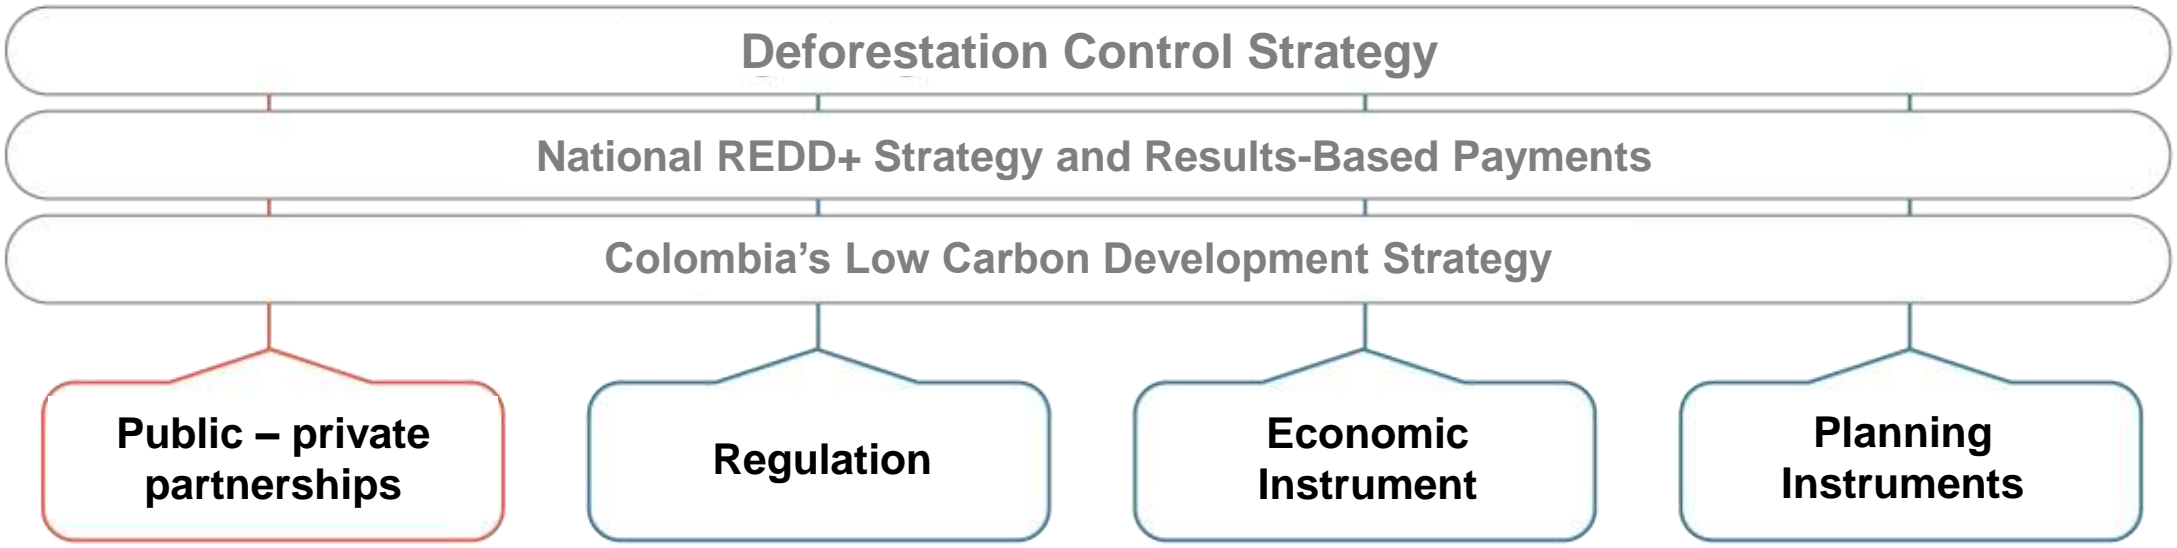 Deforestation Control Strategy
National REDD+ Strategy and Results-Based Payments
Colombia’s Low Carbon Development Strategy
Public – private
partnerships
Regulation
Economic
Instrument
Planning
Instruments